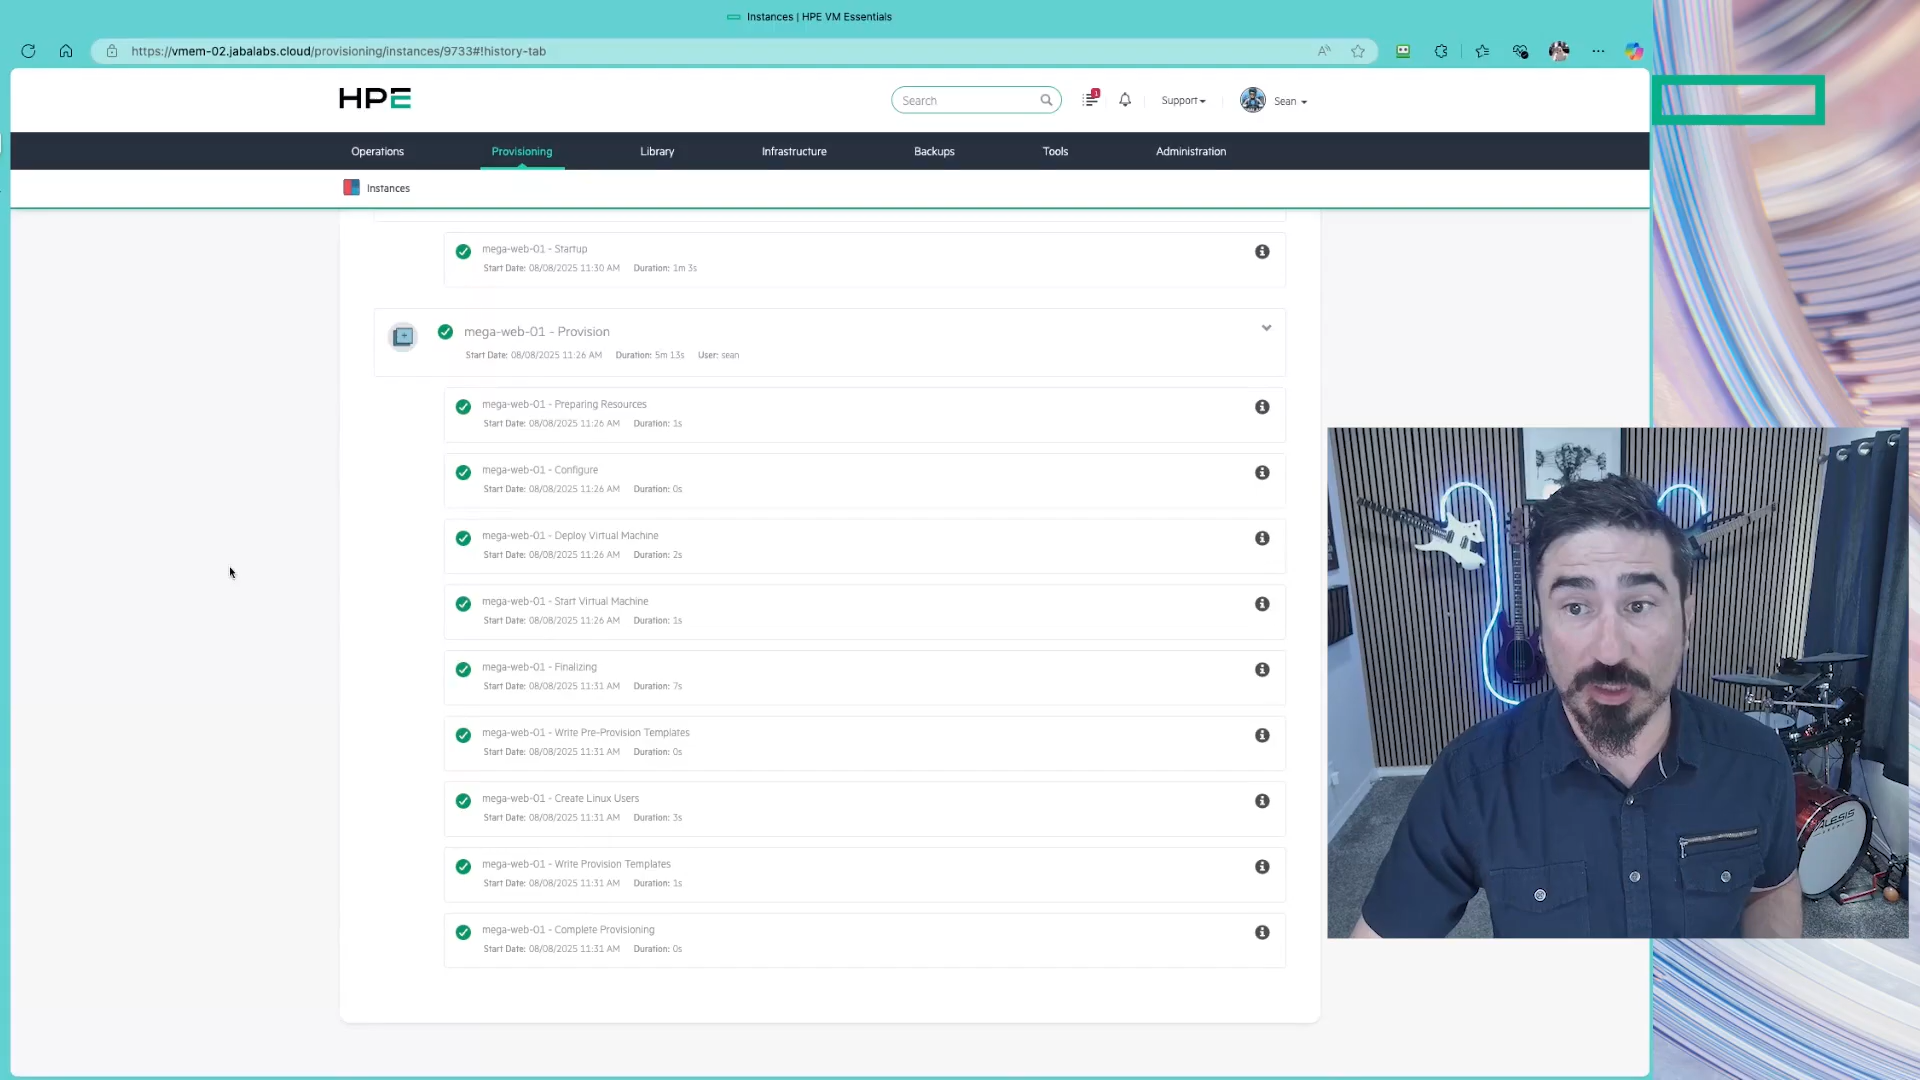 Instances | HPE VM Essentials
https://vmem-02.jabalabs.cloud/provisioning/instances/9733#!history-tab
HPE
Search
1
Support
Sean
Operations
Provisioning
Library
Infrastructure
Backups
Tools
Administration
Instances
mega-web-01 - Startup
Start Date: 08/08/2025 11:30 AM Duration: 1m 3s
mega-web-01 - Provision
Start Date: 08/08/2025 11:26 AM Duration: 5m 13s User: sean
mega-web-01 - Preparing Resources
Start Date: 08/08/2025 11:26 AM Duration: 1s
mega-web-01 - Configure
Start Date: 08/08/2025 11:26 AM Duration: 0s
mega-web-01 - Deploy Virtual Machine
Start Date: 08/08/2025 11:26 AM Duration: 2s
mega-web-01 - Start Virtual Machine
Start Date: 08/08/2025 11:26 AM Duration: 1s
mega-web-01 - Finalizing
Start Date: 08/08/2025 11:31 AM Duration: 7s
mega-web-01 - Write Pre-Provision Templates
Start Date: 08/08/2025 11:31 AM Duration: 0s
mega-web-01 - Create Linux Users
Start Date: 08/08/2025 11:31 AM Duration: 3s
mega-web-01 - Write Provision Templates
Start Date: 08/08/2025 11:31 AM Duration: 1s
mega-web-01 - Complete Provisioning
Start Date: 08/08/2025 11:31 AM Duration: 0s
ALESIS